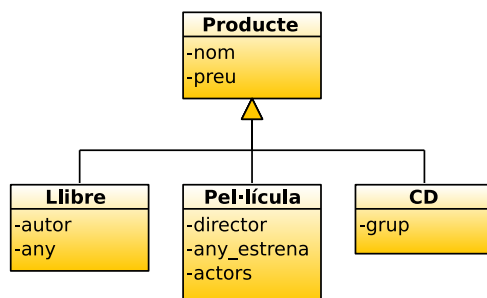 Producte
-nom
-preu
Llibre
-autor
-any
Pel·lícula
-director
-any_estrena
-actors
CD
-grup